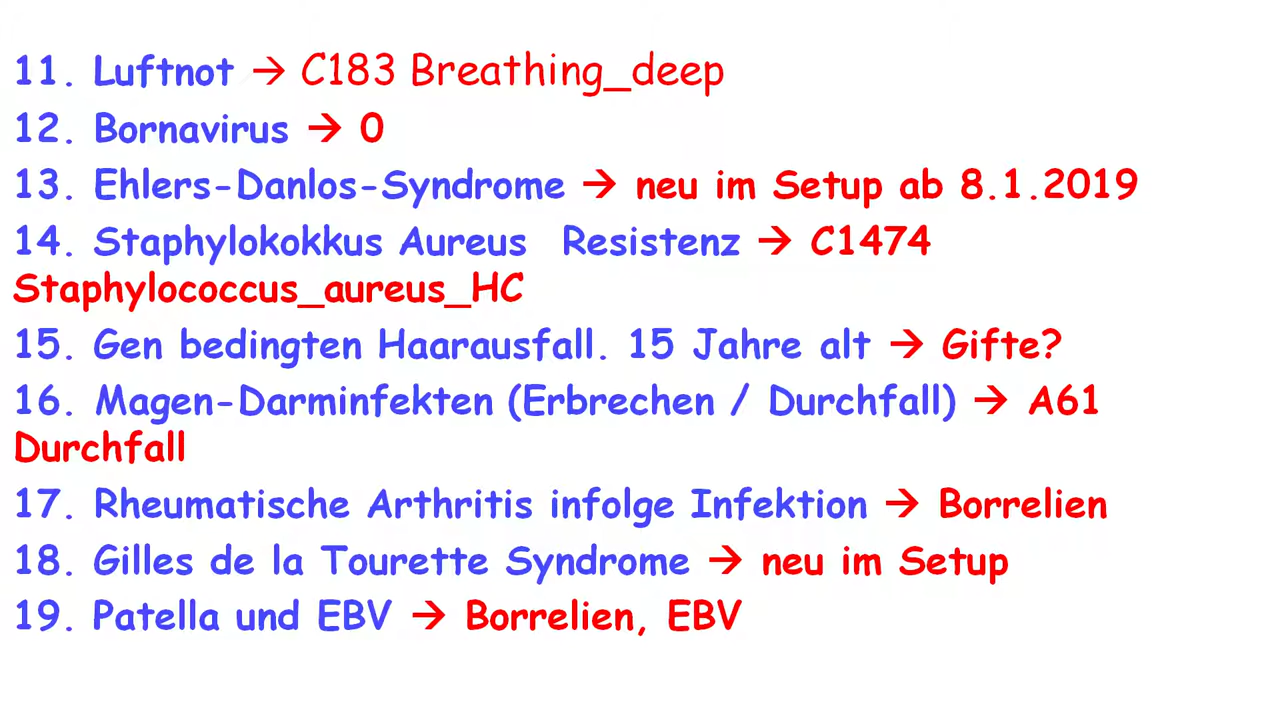 11. Luftnot → C183 Breathing_deep
12. Bornavirus → 0
13. Ehlers-Danlos-Syndrome → neu im Setup ab 8.1.2019
14. Staphylokokkus Aureus  Resistenz → C1474
Staphylococcus_aureus_HC
15. Gen bedingten Haarausfall. 15 Jahre alt → Gifte?
16. Magen-Darminfekten (Erbrechen / Durchfall) → A61
Durchfall
17. Rheumatische Arthritis infolge Infektion → Borrelien
18. Gilles de la Tourette Syndrome → neu im Setup
19. Patella und EBV → Borrelien, EBV